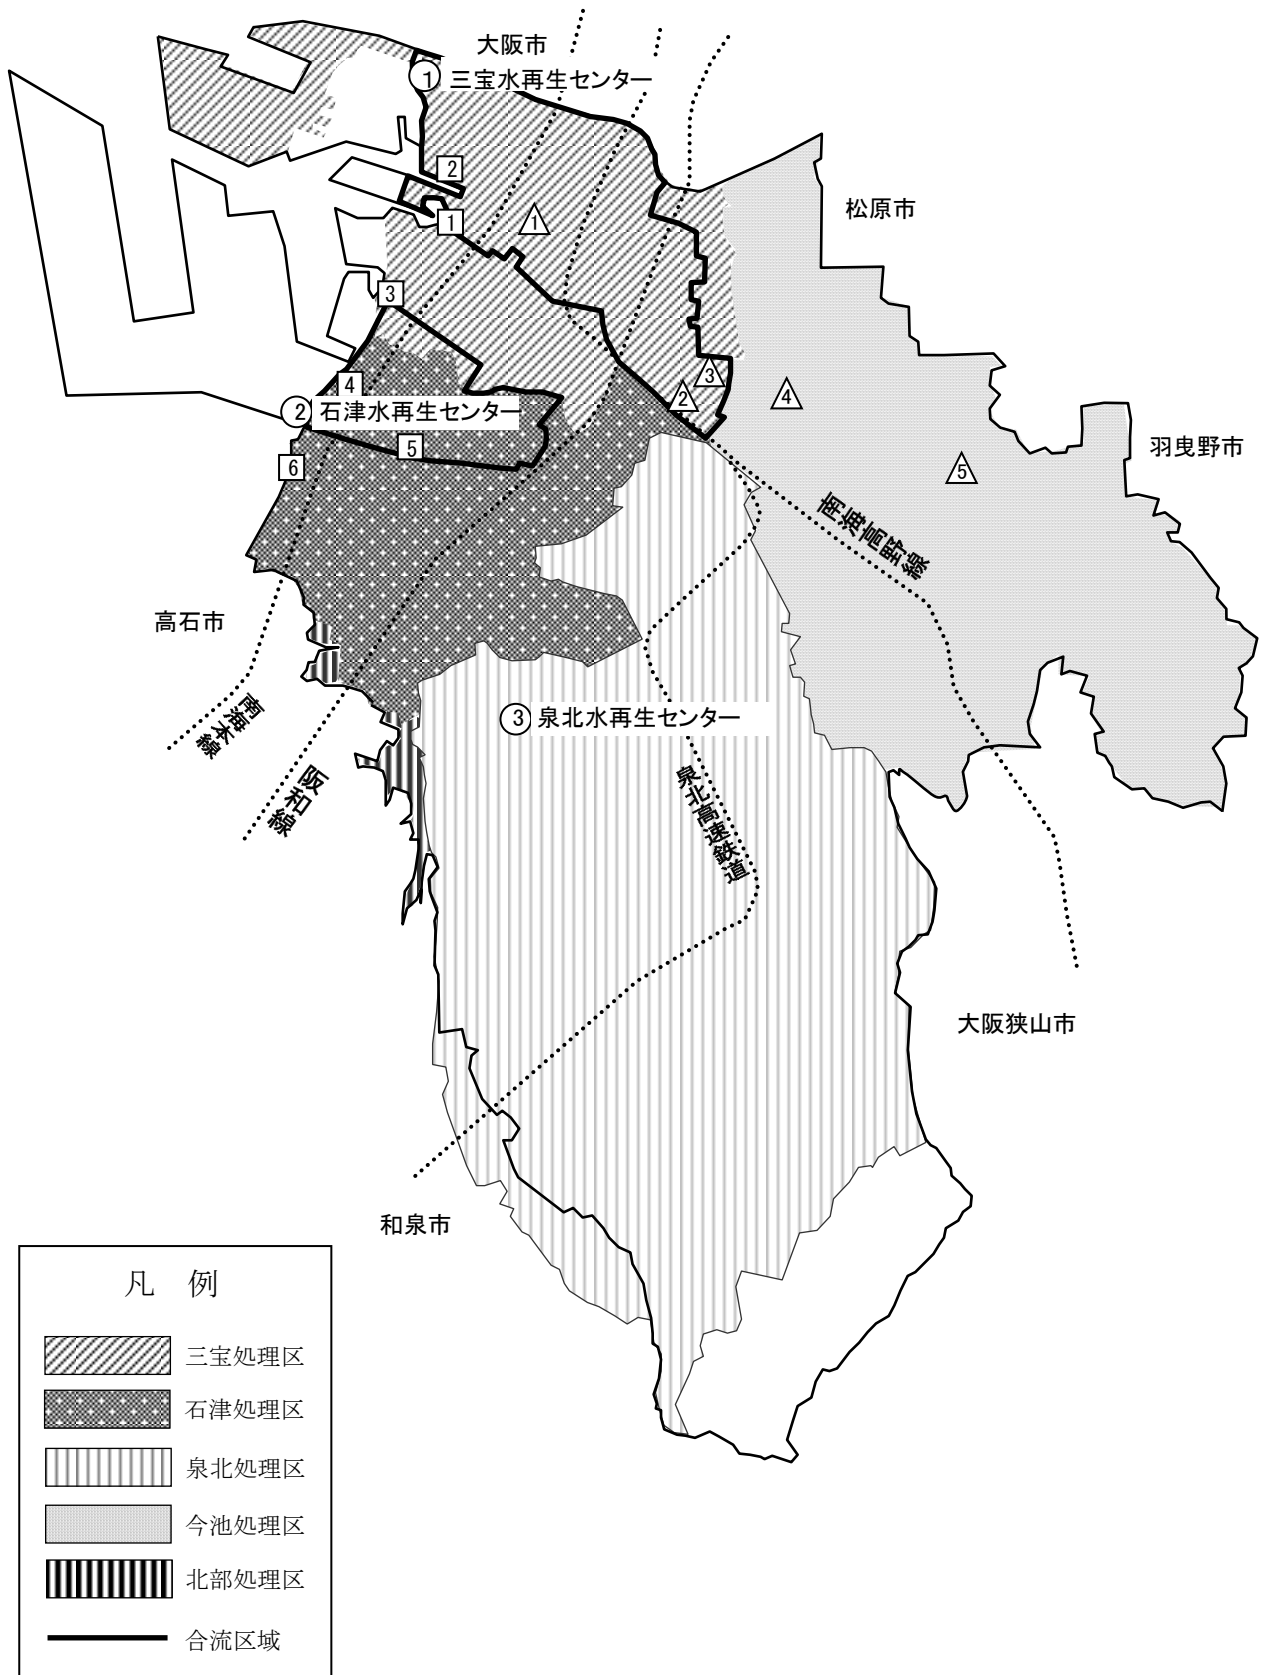 大阪市
① 三宝水再生センター
2
1
1
松原市
3
3
4
4
2
② 石津水再生センター
5
羽曳野市
5
6
南海高野線
高石市
南海本線
③ 泉北水再生センター
阪和線
泉北高速鉄道
大阪狭山市
和泉市
凡 例
三宝処理区
石津処理区
泉北処理区
今池処理区
北部処理区
合流区域